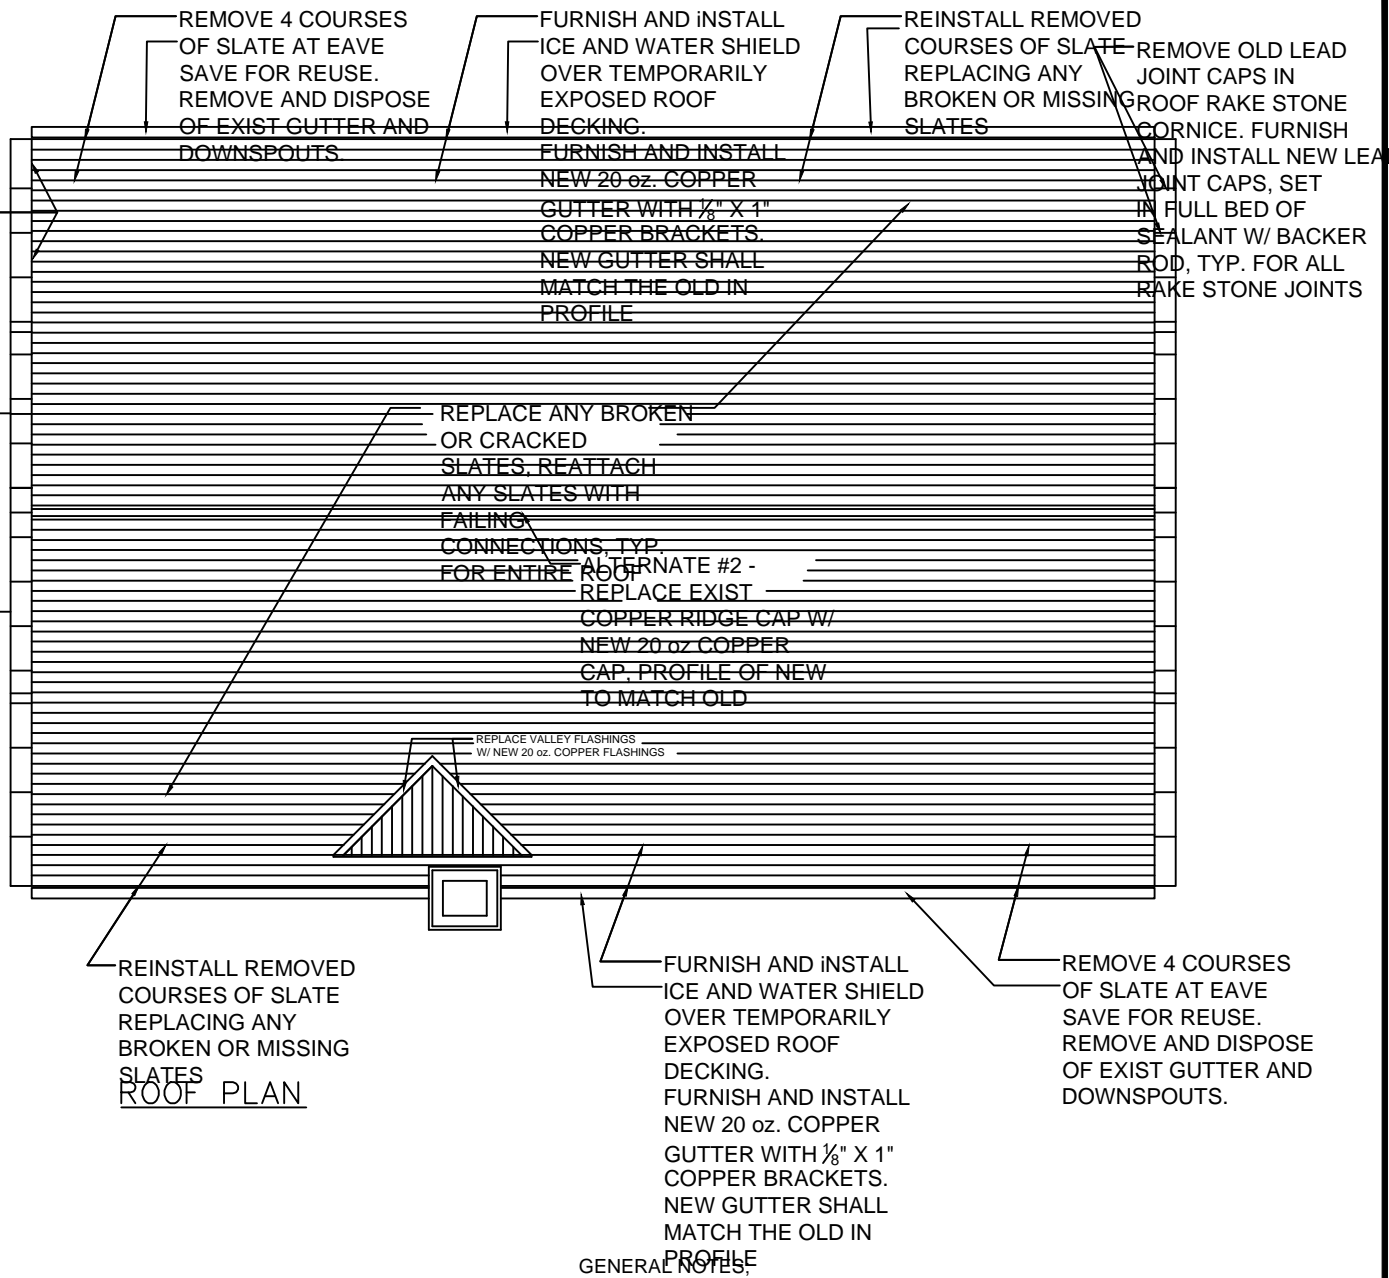 REMOVE 4 COURSES
OF SLATE AT EAVE
SAVE FOR REUSE.
REMOVE AND DISPOSE
OF EXIST GUTTER AND
DOWNSPOUTS.
FURNISH AND iNSTALL
ICE AND WATER SHIELD
OVER TEMPORARILY
EXPOSED ROOF
DECKING.
FURNISH AND INSTALL
NEW 20 oz. COPPER
GUTTER WITH ⅛" X 1"
COPPER BRACKETS.
NEW GUTTER SHALL
MATCH THE OLD IN
PROFILE
REINSTALL REMOVED
COURSES OF SLATE
REPLACING ANY
BROKEN OR MISSING
SLATES
REMOVE OLD LEAD
JOINT CAPS IN
ROOF RAKE STONE
CORNICE. FURNISH
AND INSTALL NEW LEA
JOINT CAPS, SET
IN FULL BED OF
SEALANT W/ BACKER
ROD, TYP. FOR ALL
RAKE STONE JOINTS
REPLACE ANY BROKEN
OR CRACKED
SLATES, REATTACH
ANY SLATES WITH
FAILING
CONNECTIONS, TYP.
FOR ENTIRE ROOF
ALTERNATE #2 -
REPLACE EXIST
COPPER RIDGE CAP W/
NEW 20 oz COPPER
CAP, PROFILE OF NEW
TO MATCH OLD
REPLACE VALLEY FLASHINGS
W/ NEW 20 oz. COPPER FLASHINGS
REINSTALL REMOVED
COURSES OF SLATE
REPLACING ANY
BROKEN OR MISSING
SLATES
ROOF PLAN
FURNISH AND iNSTALL
ICE AND WATER SHIELD
OVER TEMPORARILY
EXPOSED ROOF
DECKING.
FURNISH AND INSTALL
NEW 20 oz. COPPER
GUTTER WITH ⅛" X 1"
COPPER BRACKETS.
NEW GUTTER SHALL
MATCH THE OLD IN
PROFILE
REMOVE 4 COURSES
OF SLATE AT EAVE
SAVE FOR REUSE.
REMOVE AND DISPOSE
OF EXIST GUTTER AND
DOWNSPOUTS.
GENERAL NOTES;